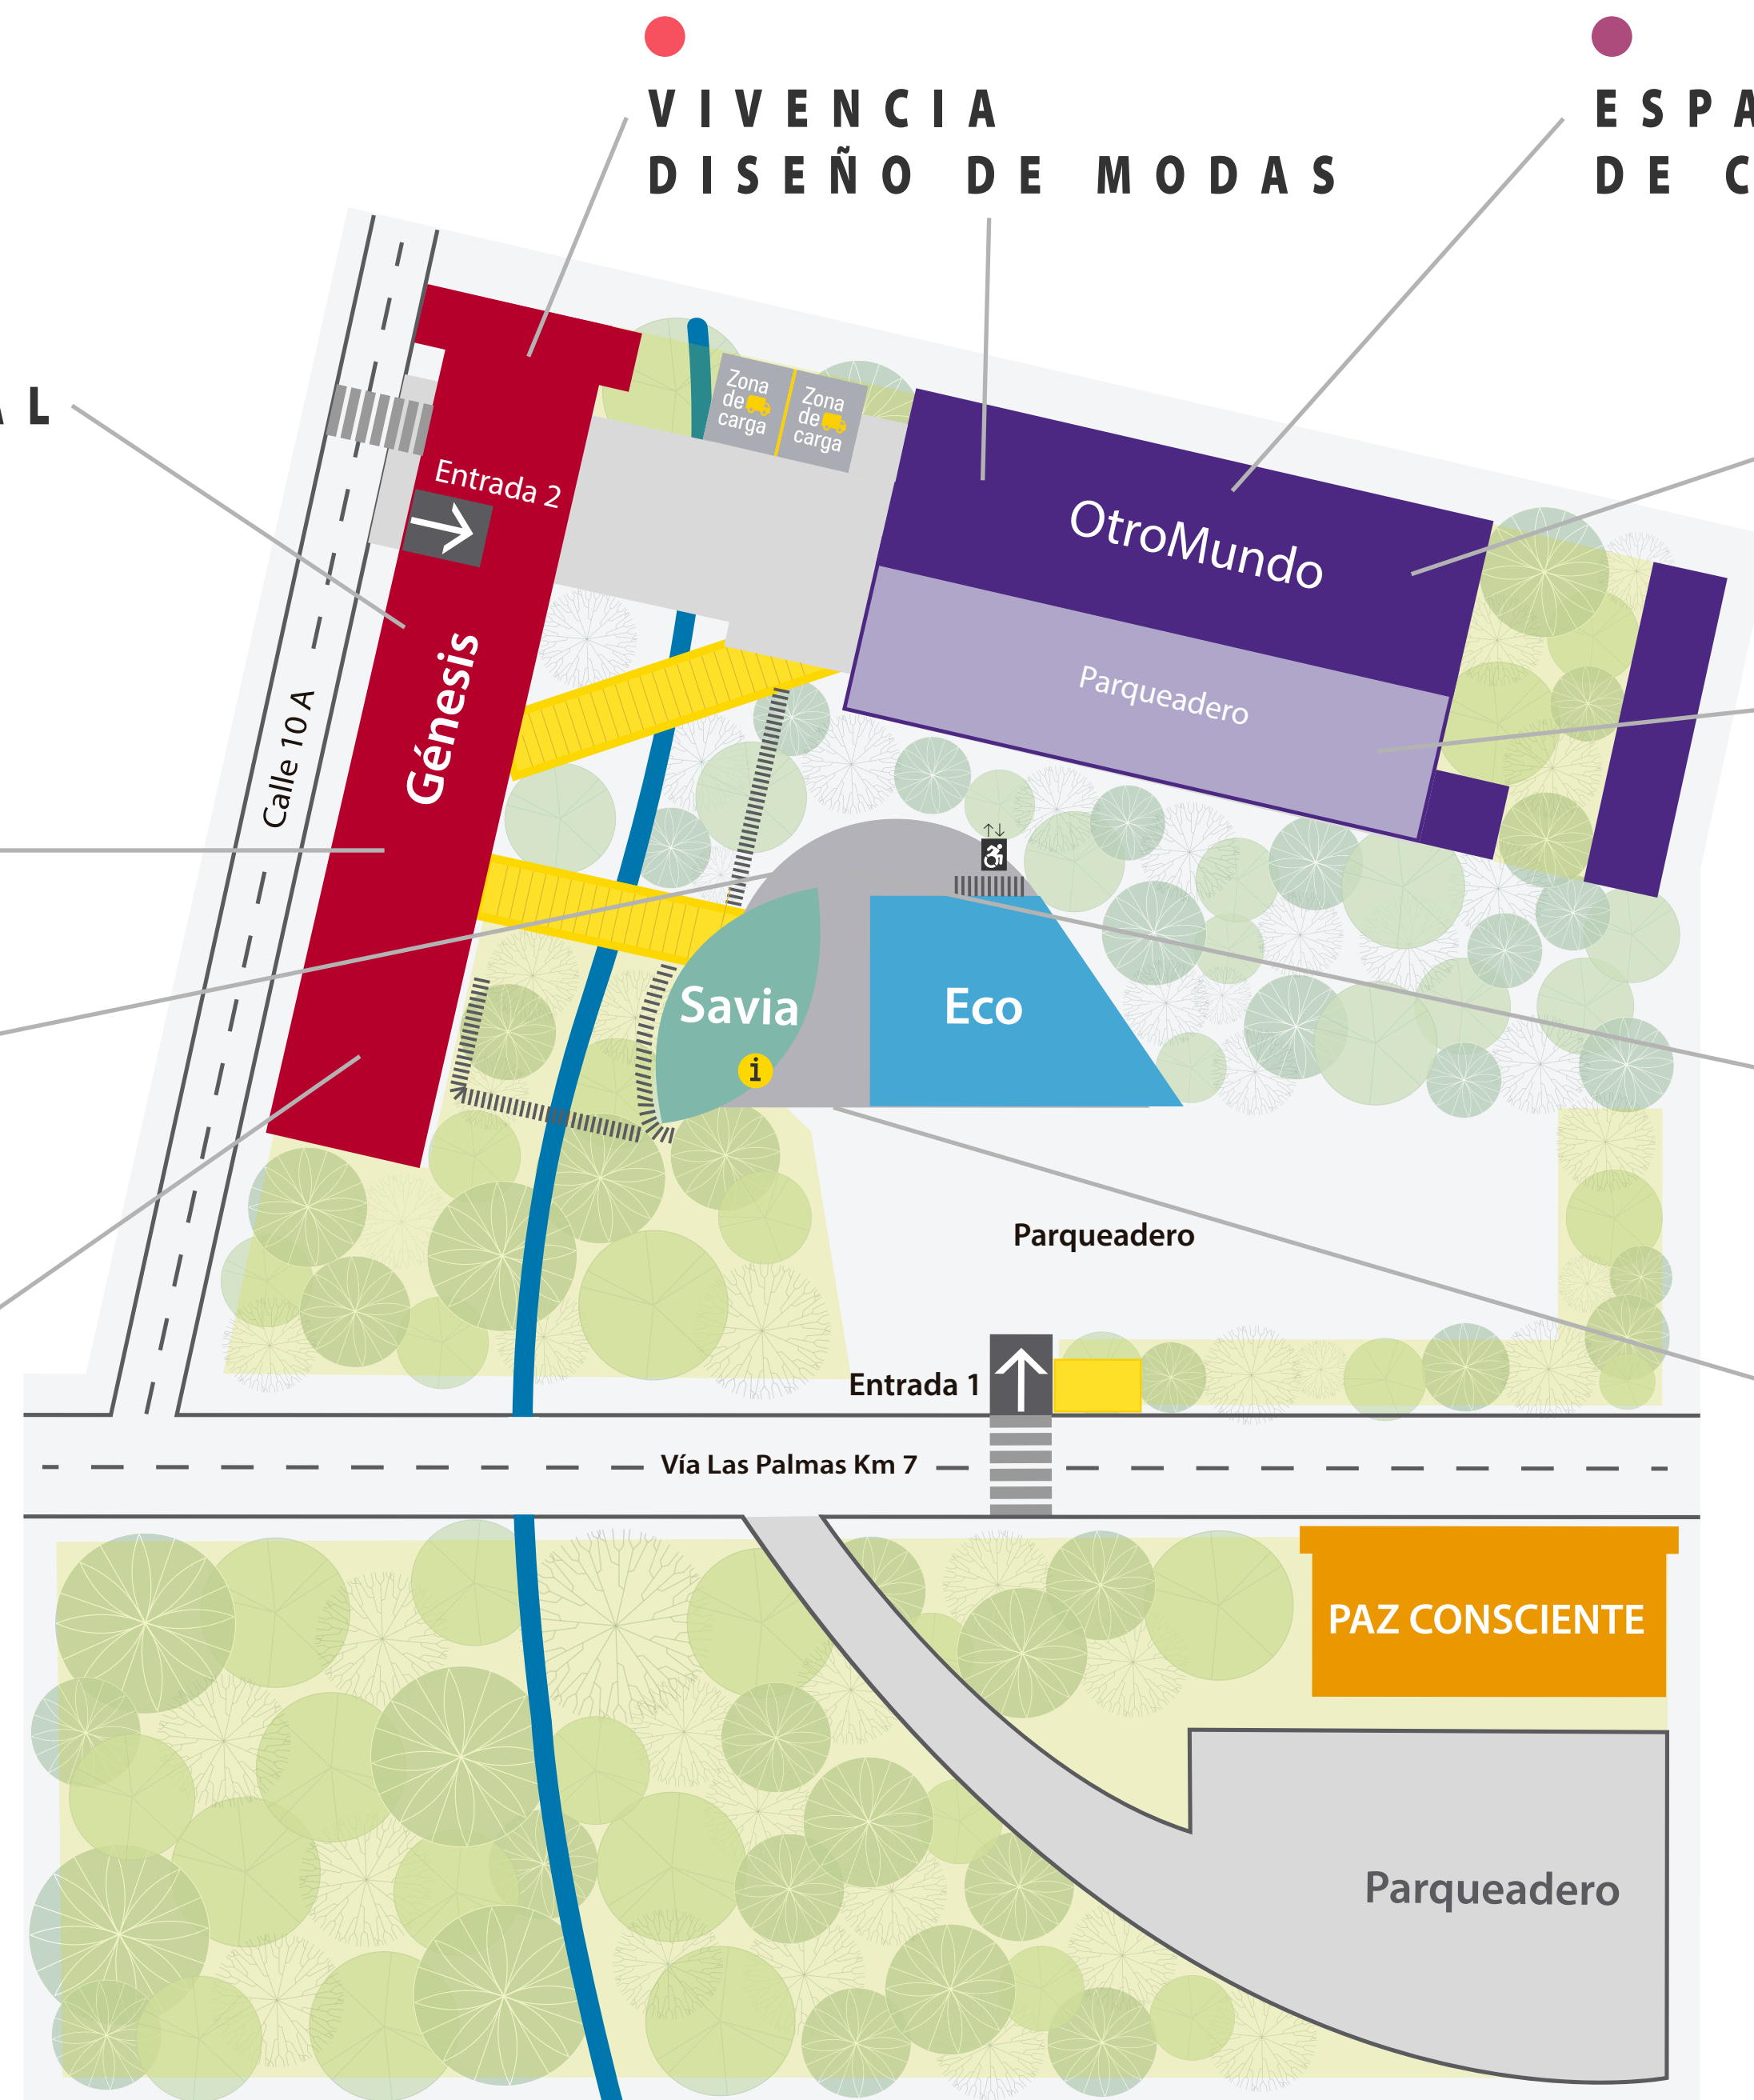 VIVENCIA
DISEÑO DE MODAS
ESPA
DE C
AL
Zona
de
carga
Zona
de
carga
Entrada 2
OtroMundo
Parqueadero
Génesis
Calle 10 A
Savia
i
Eco
Parqueadero
Entrada 1
Vía Las Palmas Km 7
PAZ CONSCIENTE
Parqueadero